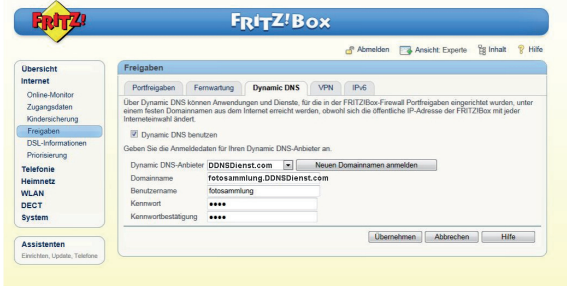 FRITZ!
FRITZ!Box
Abmelden Ansicht: Experte Inhalt Hilfe
Übersicht
Internet
Online-Monitor
Zugangsdaten
Kindersicherung
Freigaben
DSL-Informationen
Priorisierung
Telefonie
Heimnetz
WLAN
DECT
System
Assistenten
Einrichten, Update, Telefone
Freigaben
Portfreigaben Fernwartung Dynamic DNS VPN IPv6
Über Dynamic DNS können Anwendungen und Dienste, für die in der FRITZ!Box-Firewall Portfreigaben eingerichtet wurden, unter
einem festen Domainnamen aus dem Internet erreicht werden, obwohl sich die öffentliche IP-Adresse der FRITZ!Box mit jeder
Interneteinwahl ändert.
Dynamic DNS benutzen
Geben Sie die Anmeldedaten für Ihren Dynamic DNS-Anbieter an.
Dynamic DNS-Anbieter DDNSDienst.com Neuen Domainnamen anmelden
Domainname fotosammlung.DDNSDienst.com
Benutzername fotosammlung
Kennwort ••••
Kennwortbestätigung ••••
Übernehmen Abbrechen Hilfe